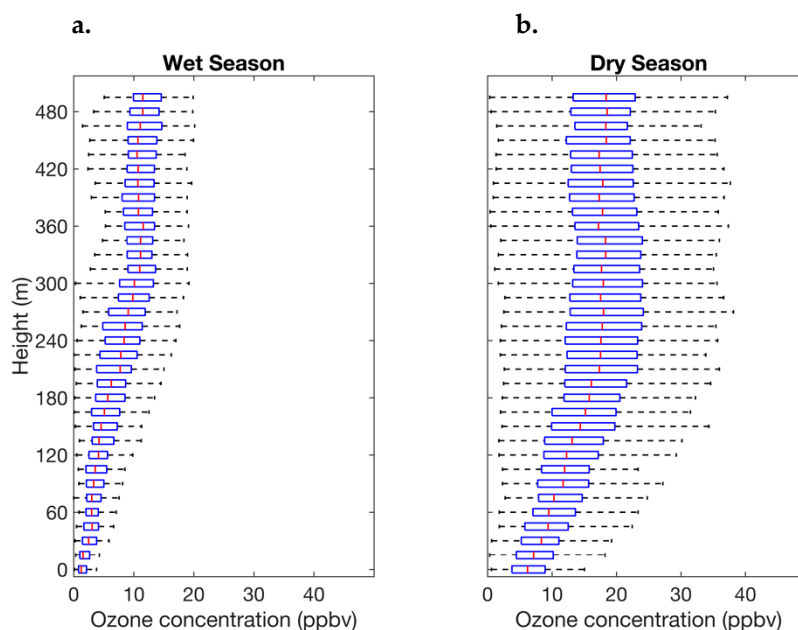 a.
b.
Wet Season
Dry Season
Height (m)
480
420
360
300
240
180
120
60
0
0 10 20 30 40
Ozone concentration (ppbv)
Height (m)
0 10 20 30 40
Ozone concentration (ppbv)